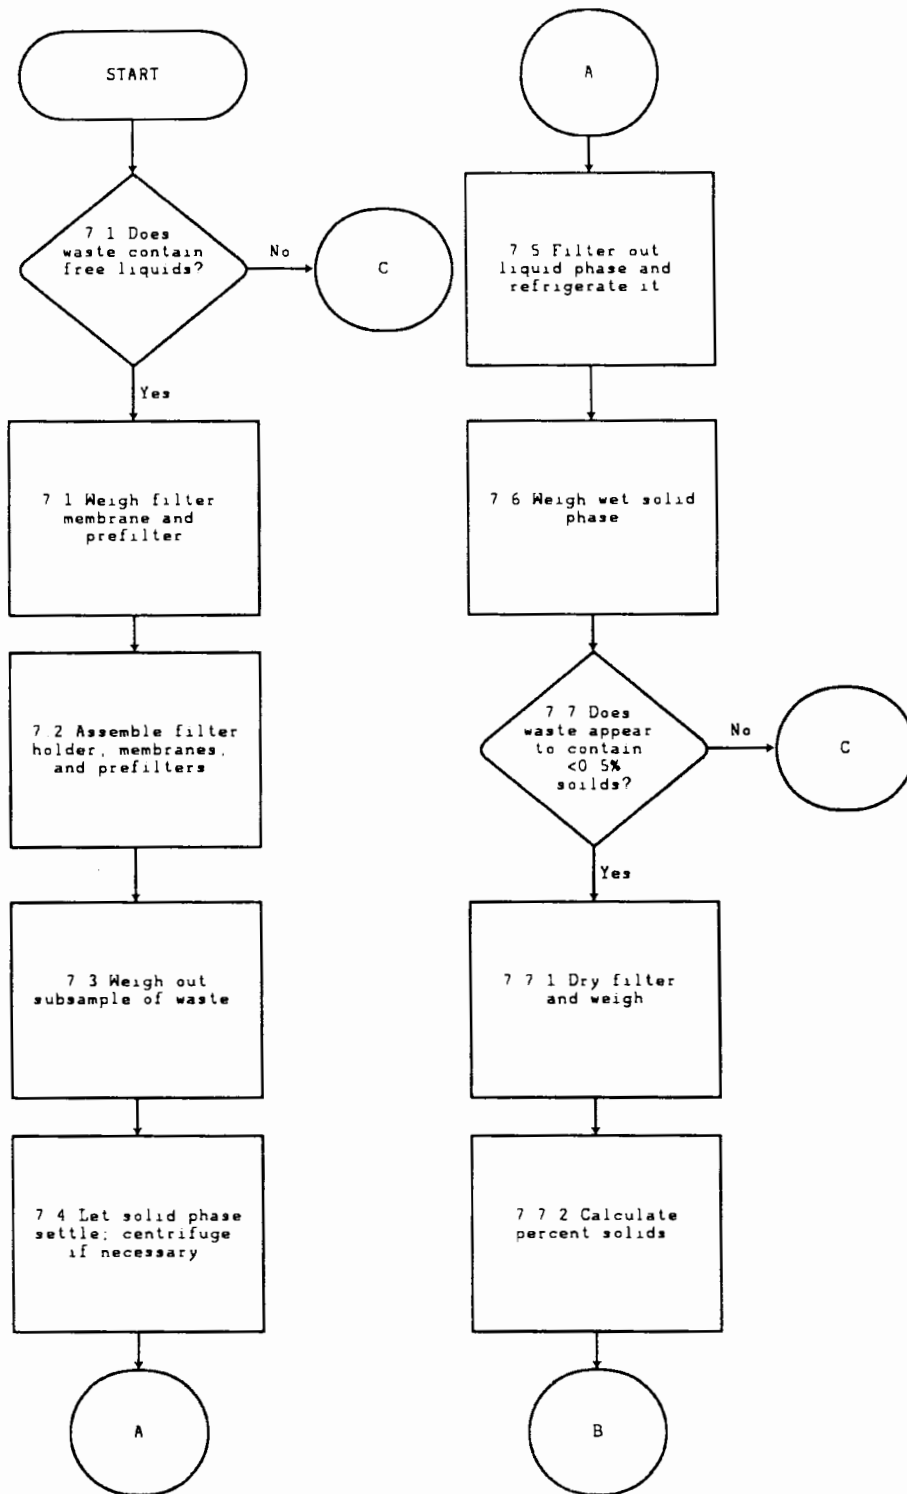 START
7 1 Does
waste contain
free liquids?
No
C
Yes
7 1 Weigh filter
membrane and
prefilter
7 2 Assemble filter
holder, membranes,
and prefilters
7 3 Weigh out
subsample of waste
7 4 Let solid phase
settle; centrifuge
if necessary
A
A
7 5 Filter out
liquid phase and
refrigerate it
7 6 Weigh wet solid
phase
7 7 Does
waste appear
to contain
<0 5%
soilds?
No
C
Yes
7 7 1 Dry filter
and weigh
7 7 2 Calculate
percent solids
B